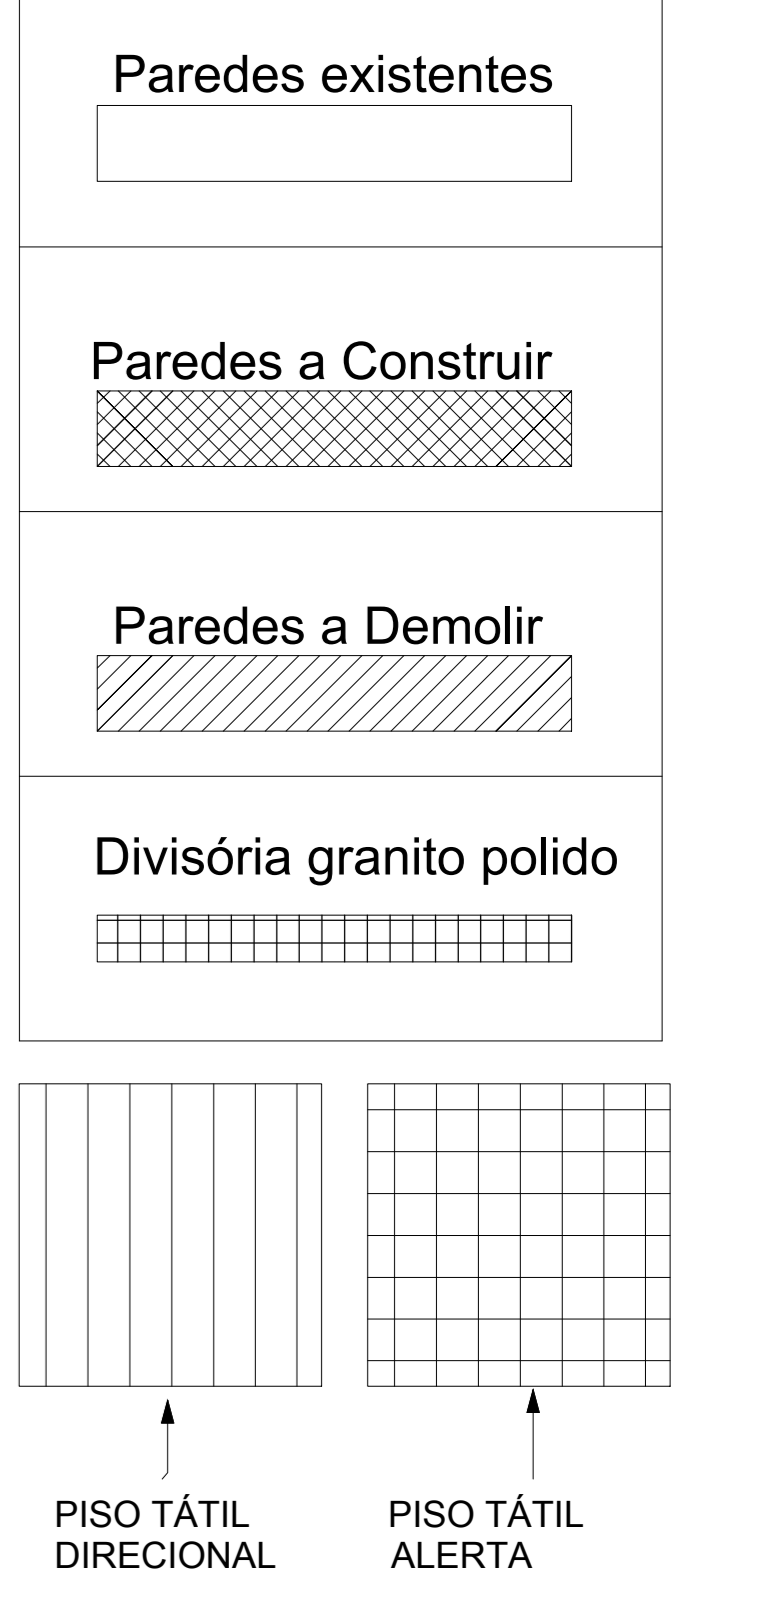 Paredes existentes
Paredes a Construir
Paredes a Demolir
Divisória granito polido
PISO TÁTIL
DIRECIONAL
PISO TÁTIL
ALERTA